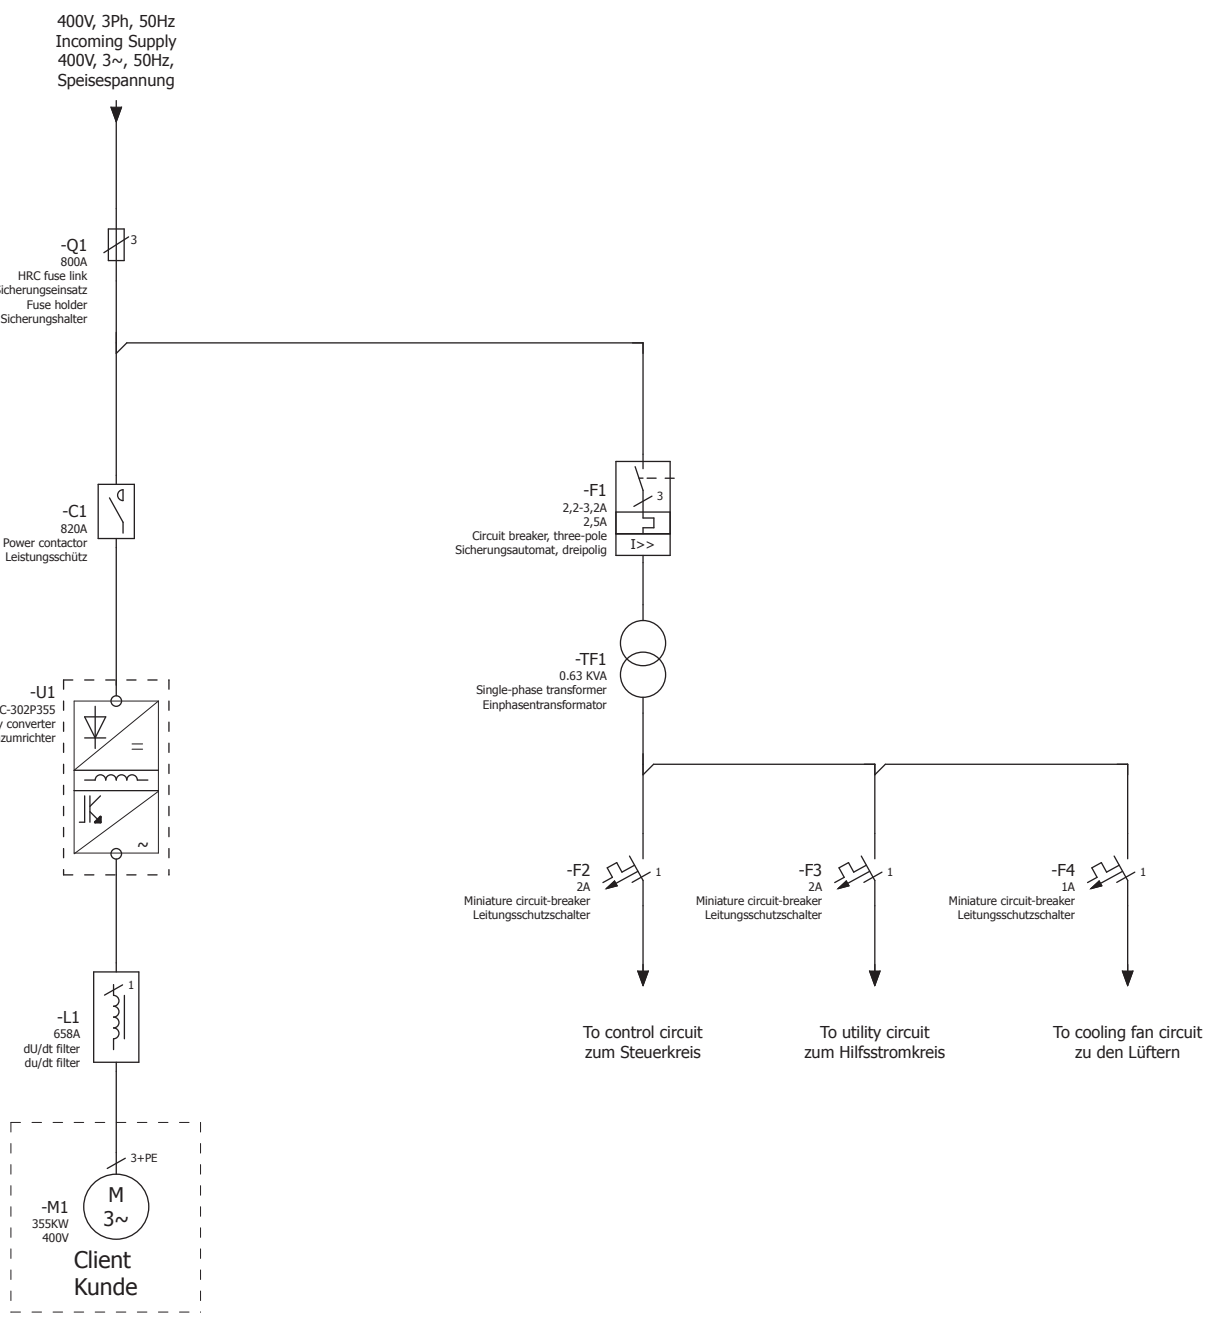 400V, 3Ph, 50Hz
Incoming Supply
400V, 3~, 50Hz,
Speisespannung
-Q1
3
800A
HRC fuse link
icherungseinsatz
Fuse holder
Sicherungshalter
-C1
820A
Power contactor
Leistungsschütz
-F1
2,2-3,2A
3
2,5A
Circuit breaker, three-pole
Sicherungsautomat, dreipolig
I>>
-TF1
0.63 KVA
Single-phase transformer
Einphasentransformator
-U1
C-302P355
y converter
zumrichter
=
~
-F2
1
2A
Miniature circuit-breaker
Leitungsschutzschalter
-F3
1
2A
Miniature circuit-breaker
Leitungsschutzschalter
-F4
1
1A
Miniature circuit-breaker
Leitungsschutzschalter
To control circuit
zum Steuerkreis
To utility circuit
zum Hilfsstromkreis
To cooling fan circuit
zu den Lüftern
-L1
1
658A
dU/dt filter
du/dt filter
3+PE
-M1
355KW
400V
M
3~
Client
Kunde